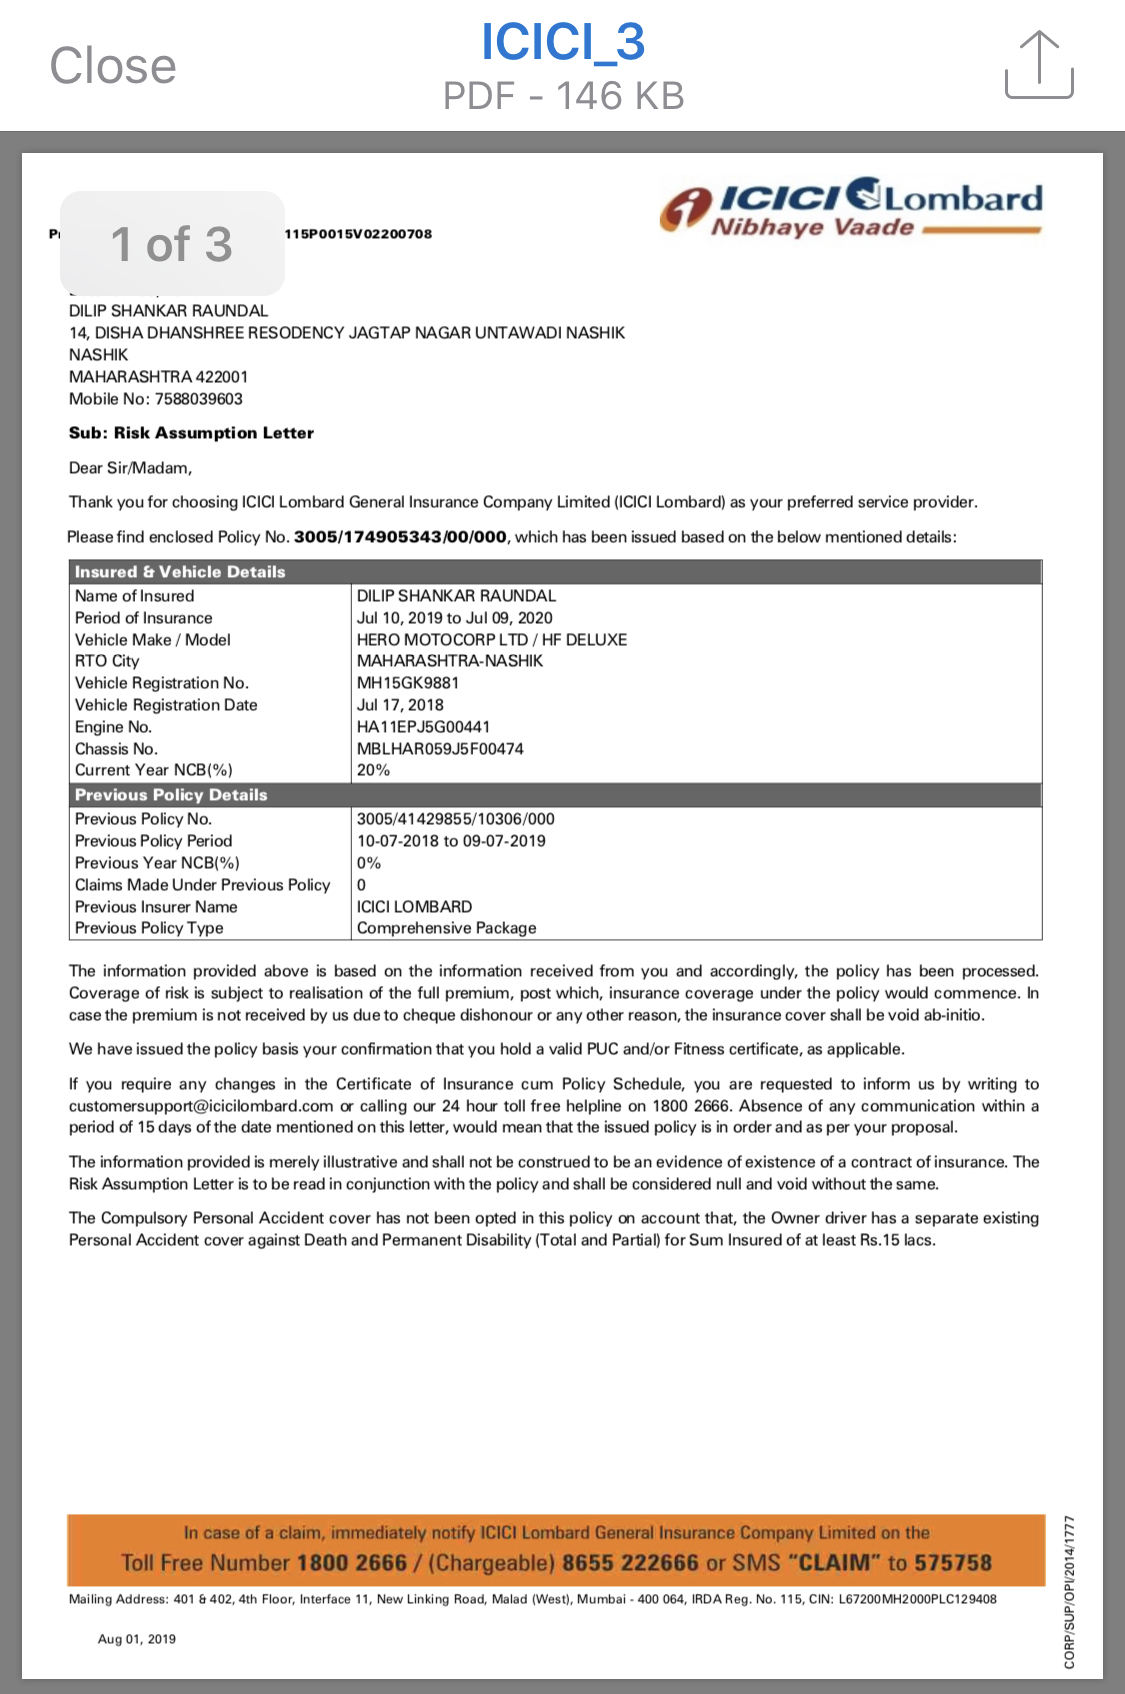 Close
ICICI_3
PDF - 146 KB
1 of 3
115P0015V02200708
ICICI Lombard
Nibhaye Vaade
DILIP SHANKAR RAUNDAL
14, DISHA DHANSHREE RESODENCY JAGTAP NAGAR UNTAWADI NASHIK
NASHIK
MAHARASHTRA 422001
Mobile No: 7588039603
Sub: Risk Assumption Letter
Dear Sir/Madam,
Thank you for choosing ICICI Lombard General Insurance Company Limited (ICICI Lombard) as your preferred service provider.
Please find enclosed Policy No. 3005/174905343/00/000, which has been issued based on the below mentioned details:
Insured & Vehicle Details
Name of Insured DILIP SHANKAR RAUNDAL
Period of Insurance Jul 10, 2019 to Jul 09, 2020
Vehicle Make / Model HERO MOTOCORP LTD / HF DELUXE
RTO City MAHARASHTRA-NASHIK
Vehicle Registration No. MH15GK9881
Vehicle Registration Date Jul 17, 2018
Engine No. HA11EPJ5G00441
Chassis No. MBLHAR059J5F00474
Current Year NCB(%) 20%
Previous Policy Details
Previous Policy No. 3005/41429855/10306/000
Previous Policy Period 10-07-2018 to 09-07-2019
Previous Year NCB(%) 0%
Claims Made Under Previous Policy 0
Previous Insurer Name ICICI LOMBARD
Previous Policy Type Comprehensive Package
The information provided above is based on the information received from you and accordingly, the policy has been processed.
Coverage of risk is subject to realisation of the full premium, post which, insurance coverage under the policy would commence. In
case the premium is not received by us due to cheque dishonour or any other reason, the insurance cover shall be void ab-initio.
We have issued the policy basis your confirmation that you hold a valid PUC and/or Fitness certificate, as applicable.
If you require any changes in the Certificate of Insurance cum Policy Schedule, you are requested to inform us by writing to
customersupport@icicilombard.com or calling our 24 hour toll free helpline on 1800 2666. Absence of any communication within a
period of 15 days of the date mentioned on this letter, would mean that the issued policy is in order and as per your proposal.
The information provided is merely illustrative and shall not be construed to be an evidence of existence of a contract of insurance. The
Risk Assumption Letter is to be read in conjunction with the policy and shall be considered null and void without the same.
The Compulsory Personal Accident cover has not been opted in this policy on account that, the Owner driver has a separate existing
Personal Accident cover against Death and Permanent Disability (Total and Partial) for Sum Insured of at least Rs.15 lacs.
In case of a claim, immediately notify ICICI Lombard General Insurance Company Limited on the
Toll Free Number 1800 2666 / (Chargeable) 8655 222666 or SMS “CLAIM” to 575758
Mailing Address: 401 & 402, 4th Floor, Interface 11, New Linking Road, Malad (West), Mumbai - 400 064, IRDA Reg. No. 115, CIN: L67200MH2000PLC129408
Aug 01, 2019
CORP/SUP/OPI/2014/1777